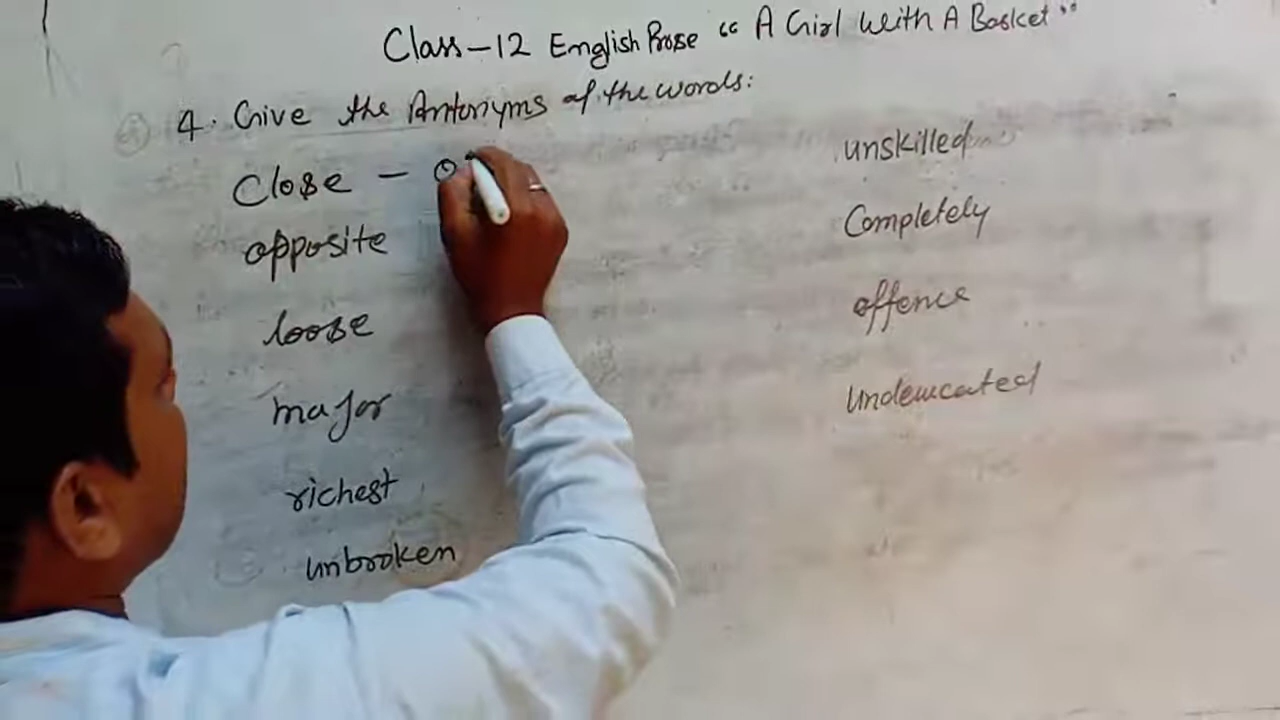 Class-12 English Prose "A Girl With A Basket"
4. Give the Antonyms of the words:
Close - o
opposite
loose
major
richest
unbroken
unskilled
Completely
offence